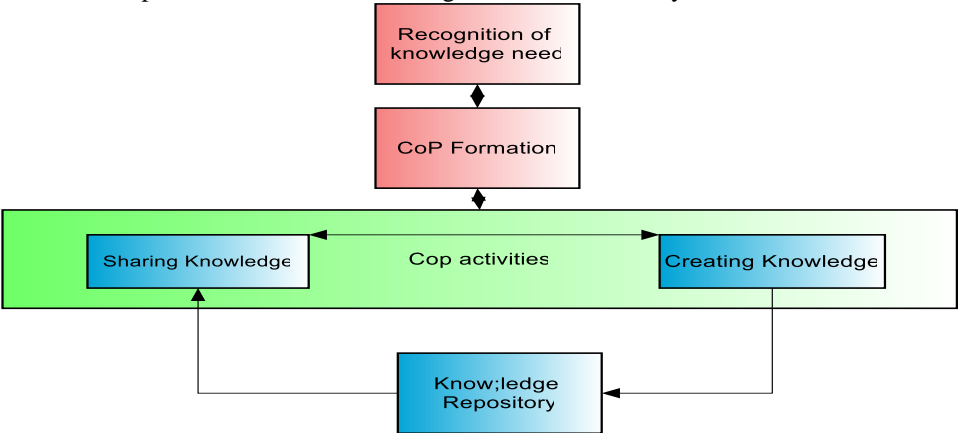 Recognition of
knowledge need
CoP Formation
Sharing Knowledge
Cop activities
Creating Knowledge
Know;ledge
Repository